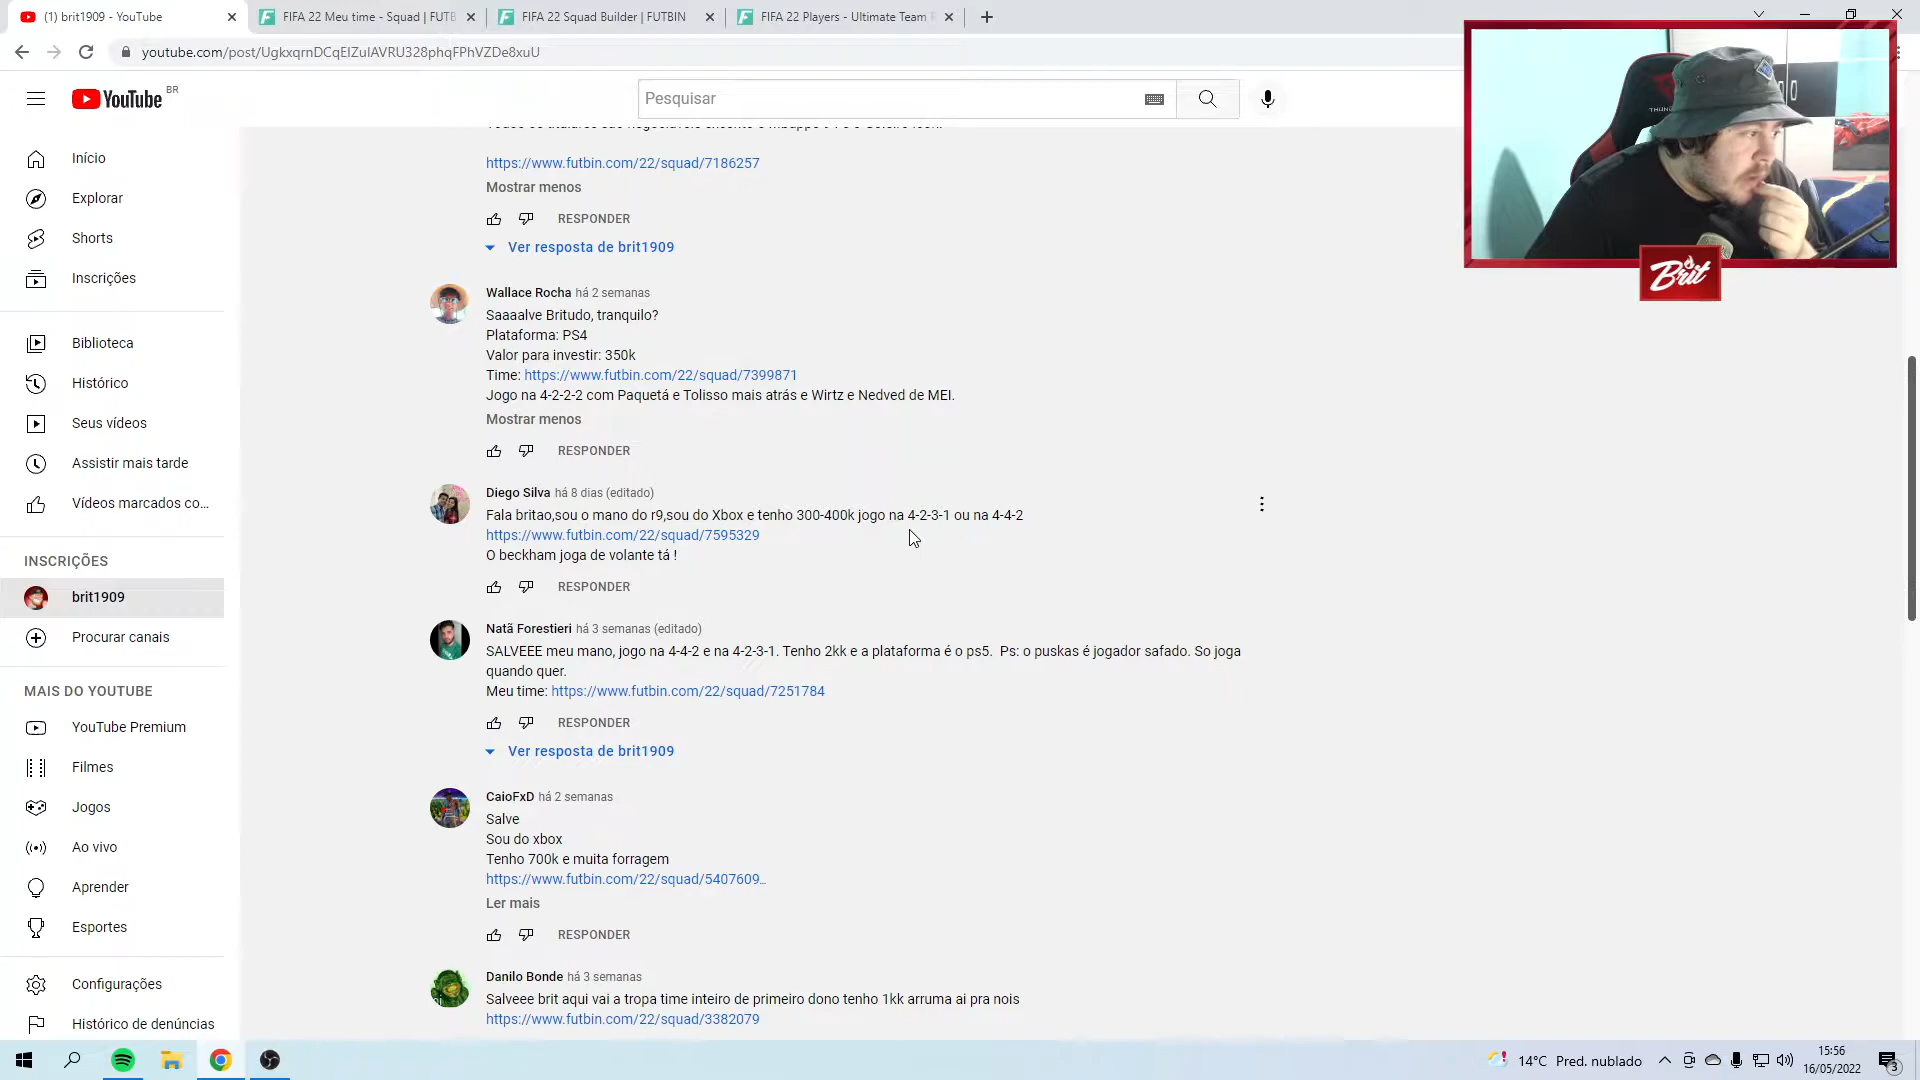 (1) brit1909 - YouTube
FIFA 22 Meu time - Squad | FUTB
FIFA 22 Squad Builder | FUTBIN
FIFA 22 Players - Ultimate Team
youtube.com/post/UgkxqrnDCqEIZulAVRU328phqFPhVZDe8xuU
YouTube
BR
Pesquisar
Início
Explorar
Shorts
Inscrições
Biblioteca
Histórico
Seus vídeos
Assistir mais tarde
Vídeos marcados co...
INSCRIÇÕES
brit1909
Procurar canais
MAIS DO YOUTUBE
YouTube Premium
Filmes
Jogos
Ao vivo
Aprender
Esportes
Configurações
Histórico de denúncias
https://www.futbin.com/22/squad/7186257
Mostrar menos
RESPONDER
Ver resposta de brit1909
Wallace Rocha há 2 semanas
Saaaalve Britudo, tranquilo?
Plataforma: PS4
Valor para investir: 350k
Time: https://www.futbin.com/22/squad/7399871
Jogo na 4-2-2-2 com Paquetá e Tolisso mais atrás e Wirtz e Nedved de MEI.
Mostrar menos
RESPONDER
Diego Silva há 8 dias (editado)
Fala britao,sou o mano do r9,sou do Xbox e tenho 300-400k jogo na 4-2-3-1 ou na 4-4-2
https://www.futbin.com/22/squad/7595329
O beckham joga de volante tá !
RESPONDER
Natã Forestieri há 3 semanas (editado)
SALVEEE meu mano, jogo na 4-4-2 e na 4-2-3-1. Tenho 2kk e a plataforma é o ps5. Ps: o puskas é jogador safado. So joga
quando quer.
Meu time: https://www.futbin.com/22/squad/7251784
RESPONDER
Ver resposta de brit1909
CaioFxD há 2 semanas
Salve
Sou do xbox
Tenho 700k e muita forragem
https://www.futbin.com/22/squad/5407609...
Ler mais
RESPONDER
Danilo Bonde há 3 semanas
Salveee brit aqui vai a tropa time inteiro de primeiro dono tenho 1kk arruma ai pra nois
https://www.futbin.com/22/squad/3382079
Brit
14°C Pred. nublado
15:56
16/05/2022
3